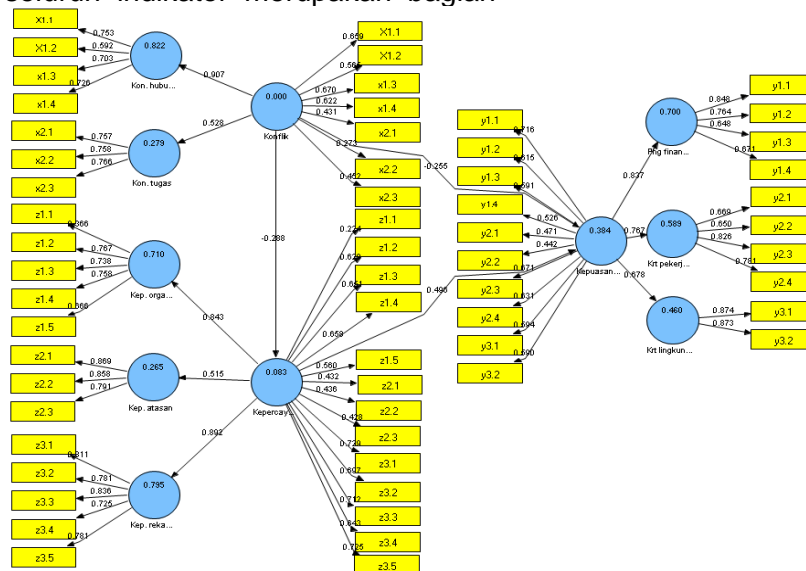 seluruh indikator merupakan bagian
X1.1
X1.2
x1.3
x1.4
0.753
0.592
0.703
0.726
0.822
Kon. hubu...
0.907
x2.1
x2.2
x2.3
0.757
0.758
0.766
0.279
Kon. tugas
0.528
0.000
Konflik
X1.1
X1.2
x1.3
x1.4
x2.1
x2.2
x2.3
0.659
0.670
0.622
0.431
0.273
0.452
-0.255
-0.288
z1.1
z1.2
z1.3
z1.4
z1.5
0.366
0.767
0.738
0.758
0.666
0.710
Kep. orga...
0.843
z2.1
z2.2
z2.3
0.869
0.858
0.791
0.265
Kep. atasan
0.515
z3.1
z3.2
z3.3
z3.4
z3.5
0.811
0.781
0.836
0.725
0.781
0.795
Kep. reka...
0.892
0.083
Kepercay...
z1.1
z1.2
z1.3
z1.4
z1.5
z2.1
z2.2
z2.3
z3.1
z3.2
z3.3
z3.4
z3.5
0.224
0.629
0.651
0.658
0.560
0.432
0.436
0.428
0.739
0.697
0.712
0.643
0.725
y1.1
y1.2
y1.3
y1.4
y2.1
y2.2
y2.3
y2.4
y3.1
y3.2
0.716
0.615
0.591
0.526
0.471
0.442
0.671
0.631
0.594
0.590
0.384
Kepuasan...
0.837
0.767
0.678
0.700
Png finan...
0.848
0.764
0.648
0.671
y1.1
y1.2
y1.3
y1.4
0.589
Krt pekerj...
0.669
0.650
0.826
0.781
y2.1
y2.2
y2.3
y2.4
0.460
Krt lingkun...
0.874
0.873
y3.1
y3.2